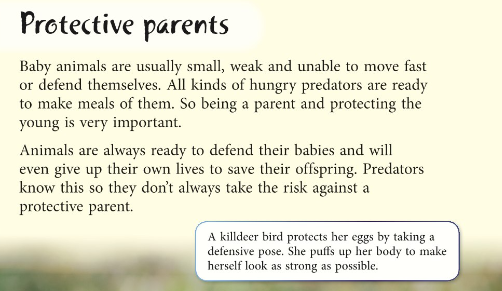 Protective parents
Baby animals are usually small, weak and unable to move fast
or defend themselves. All kinds of hungry predators are ready
to make meals of them. So being a parent and protecting the
young is very important.
Animals are always ready to defend their babies and will
even give up their own lives to save their offspring. Predators
know this so they don't always take the risk against a
protective parent.
A killdeer bird protects her eggs by taking a
defensive pose. She puffs up her body to make
herself look as strong as possible.